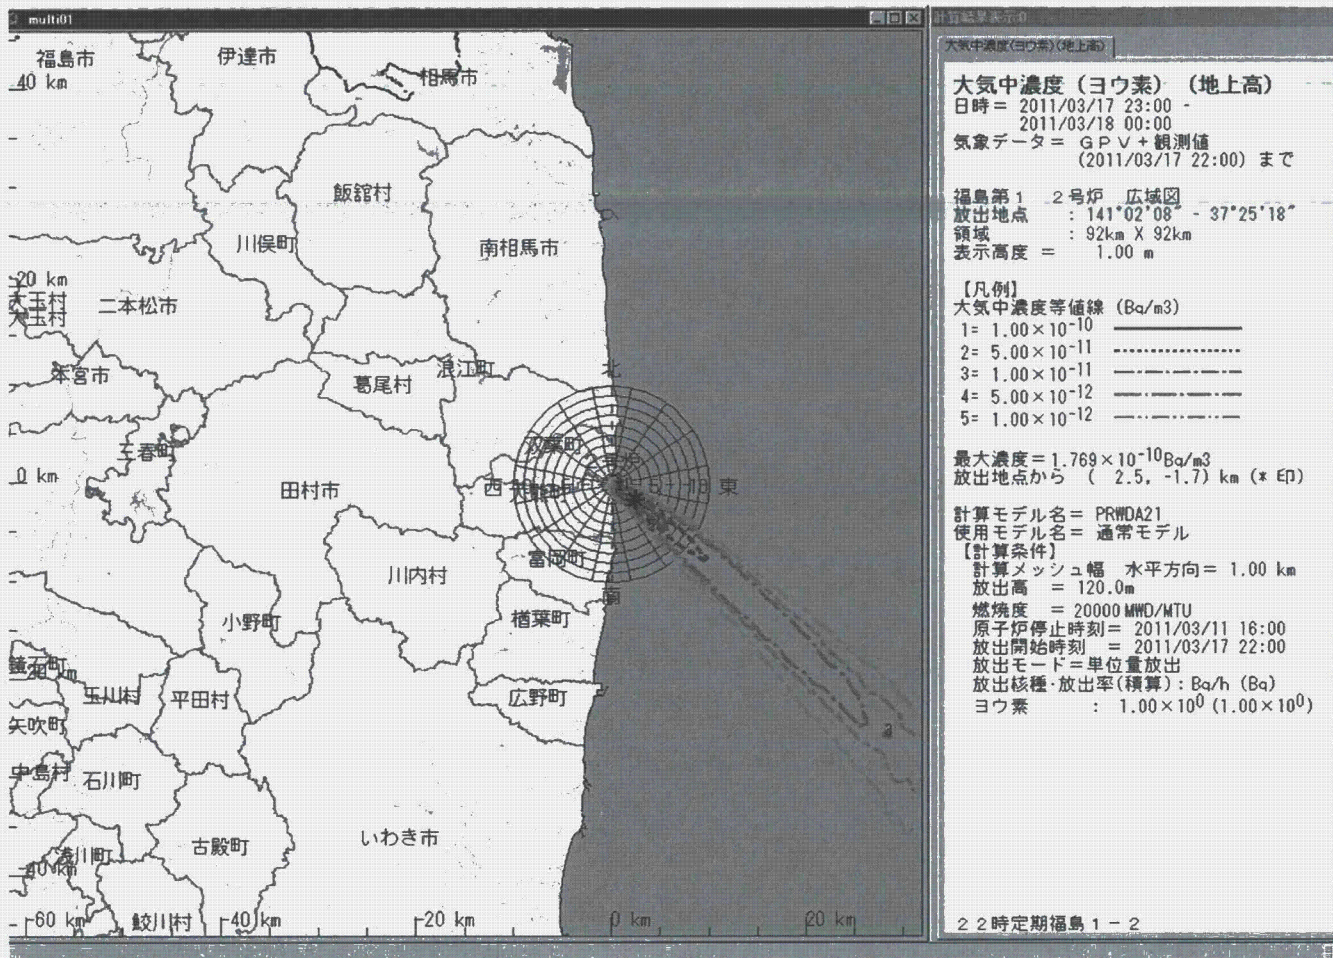 multi01
福島市
伊達市
相馬市
40 km
飯舘村
川俣町
南相馬市
20 km
大玉村
大玉村
二本松市
本宮市
葛尾村
浪江町
北
双葉町
三春町
0 km
田村市
西
東
富岡町
川内村
南
小野町
楢葉町
鏡石町
玉川村
平田村
広野町
矢吹町
中島村
石川町
浅川町
古殿町
いわき市
鮫川村
-60 km
-40 km
-20 km
0 km
20 km
計算結果表示:0
大気中濃度(ヨウ素)(地上高)
大気中濃度(ヨウ素) (地上高)
日時= 2011/03/17 23:00 -
2011/03/18 00:00
気象データ= GPV+観測値
(2011/03/17 22:00) まで
福島第1 2号炉 広域図
放出地点 : 141°02'08" - 37°25'18"
領域 : 92km X 92km
表示高度 = 1.00 m
【凡例】
大気中濃度等値線 (Bq/m3)
1= 1.00×10⁻¹⁰
2= 5.00×10⁻¹¹
3= 1.00×10⁻¹¹
4= 5.00×10⁻¹²
5= 1.00×10⁻¹²
最大濃度=1.769×10⁻¹⁰Bq/m3
放出地点から ( 2.5, -1.7) km (* 印)
計算モデル名= PRWDA21
使用モデル名= 通常モデル
【計算条件】
計算メッシュ幅 水平方向= 1.00 km
放出高 = 120.0m
燃焼度 = 20000MWD/MTU
原子炉停止時刻= 2011/03/11 16:00
放出開始時刻 = 2011/03/17 22:00
放出モード=単位量放出
放出核種・放出率(積算):Bq/h (Bq)
ヨウ素 : 1.00×10⁰ (1.00×10⁰)
22時定期福島1-2